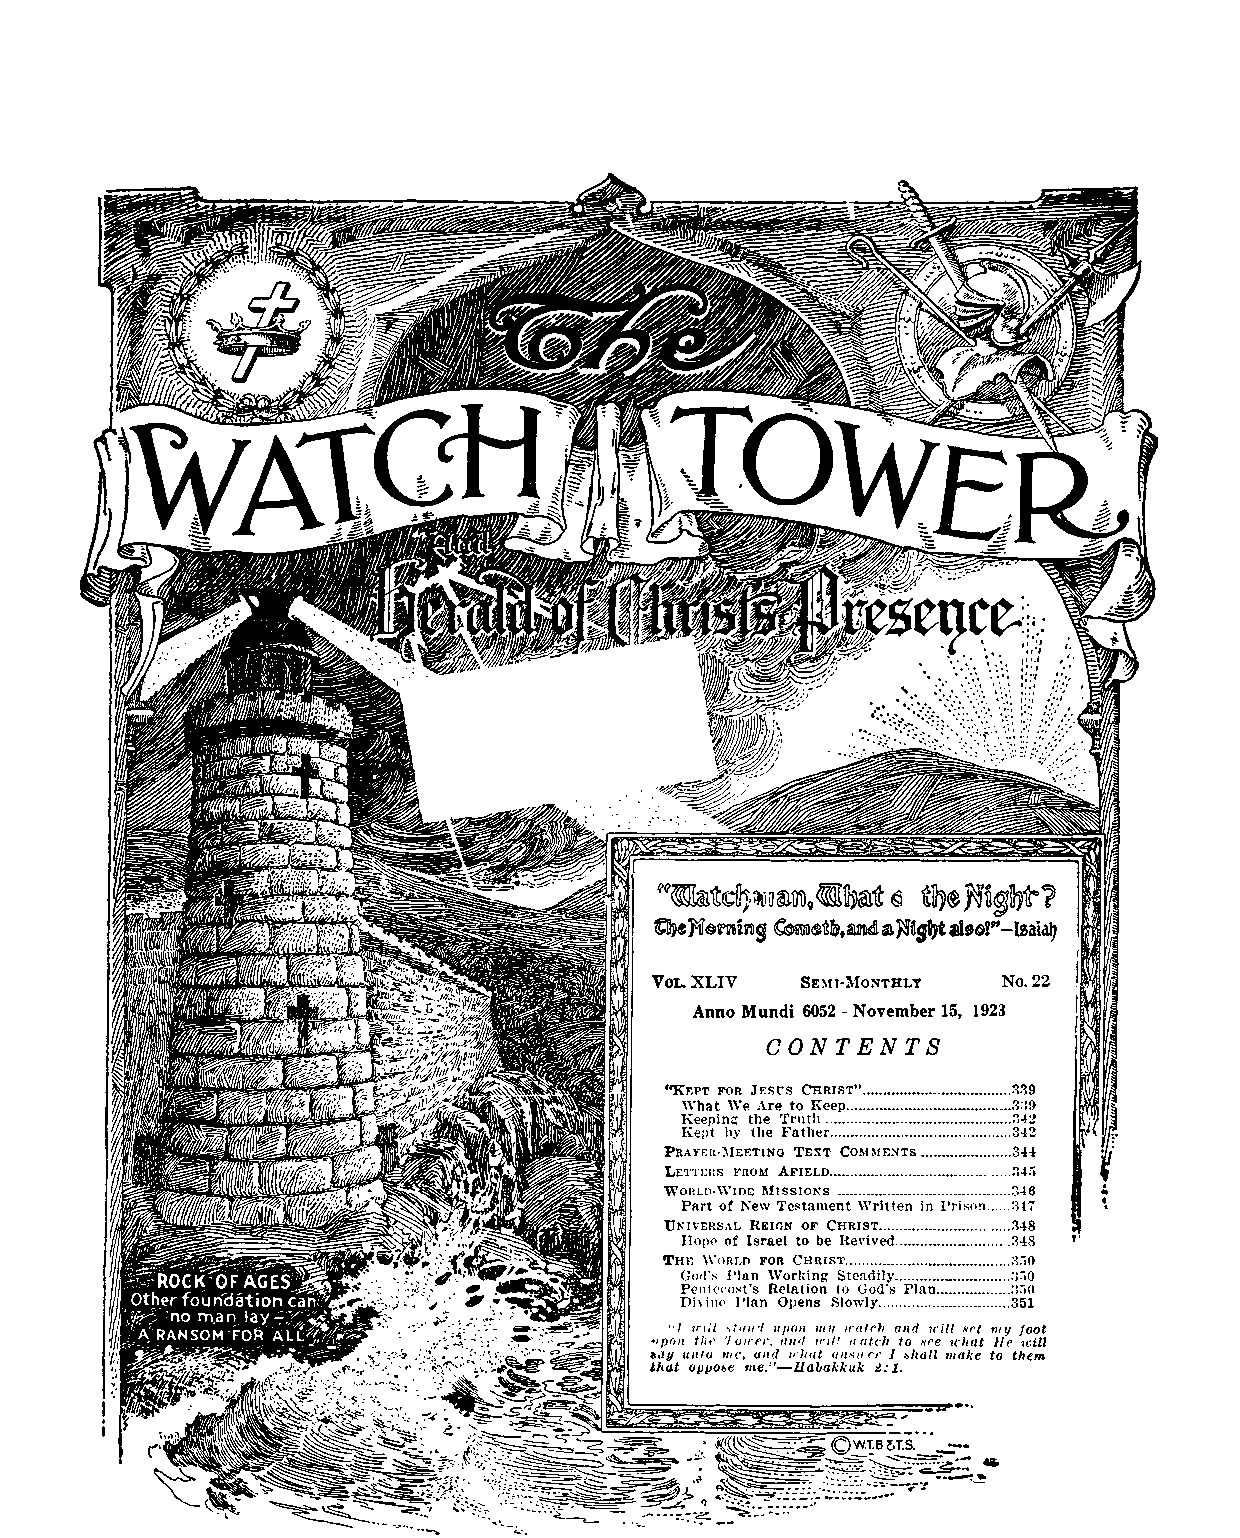 The
WATCH TOWER
And
Herald of Christ's Presence
"Watchman, What the Night?
The Morning Cometh, and a Night also!"—Isaiah
VOL. XLIV SEMI-MONTHLY No. 22
Anno Mundi 6052 - November 15, 1923
CONTENTS
"KEPT FOR JESUS CHRIST"....339
What We Are to Keep....339
Keeping the Truth....342
Kept by the Father....342
PRAYER-MEETING TEXT COMMENTS....344
LETTERS FROM AFIELD....345
WORLD-WIDE MISSIONS....346
Part of New Testament Written in Prison....347
UNIVERSAL REIGN OF CHRIST....348
Hope of Israel to be Revived....348
THE WORLD FOR CHRIST....350
God's Plan Working Steadily....350
Pentecost's Relation to God's Plan....350
Divine Plan Opens Slowly....351
"I will stand upon my watch and will set my foot
upon the Tower, and will watch to see what He will
say unto me, and what answer I shall make to them
that oppose me."—Habakkuk 2:1.
ROCK OF AGES
Other foundation can
no man lay—
A RANSOM FOR ALL
© W.T.B.&T.S.